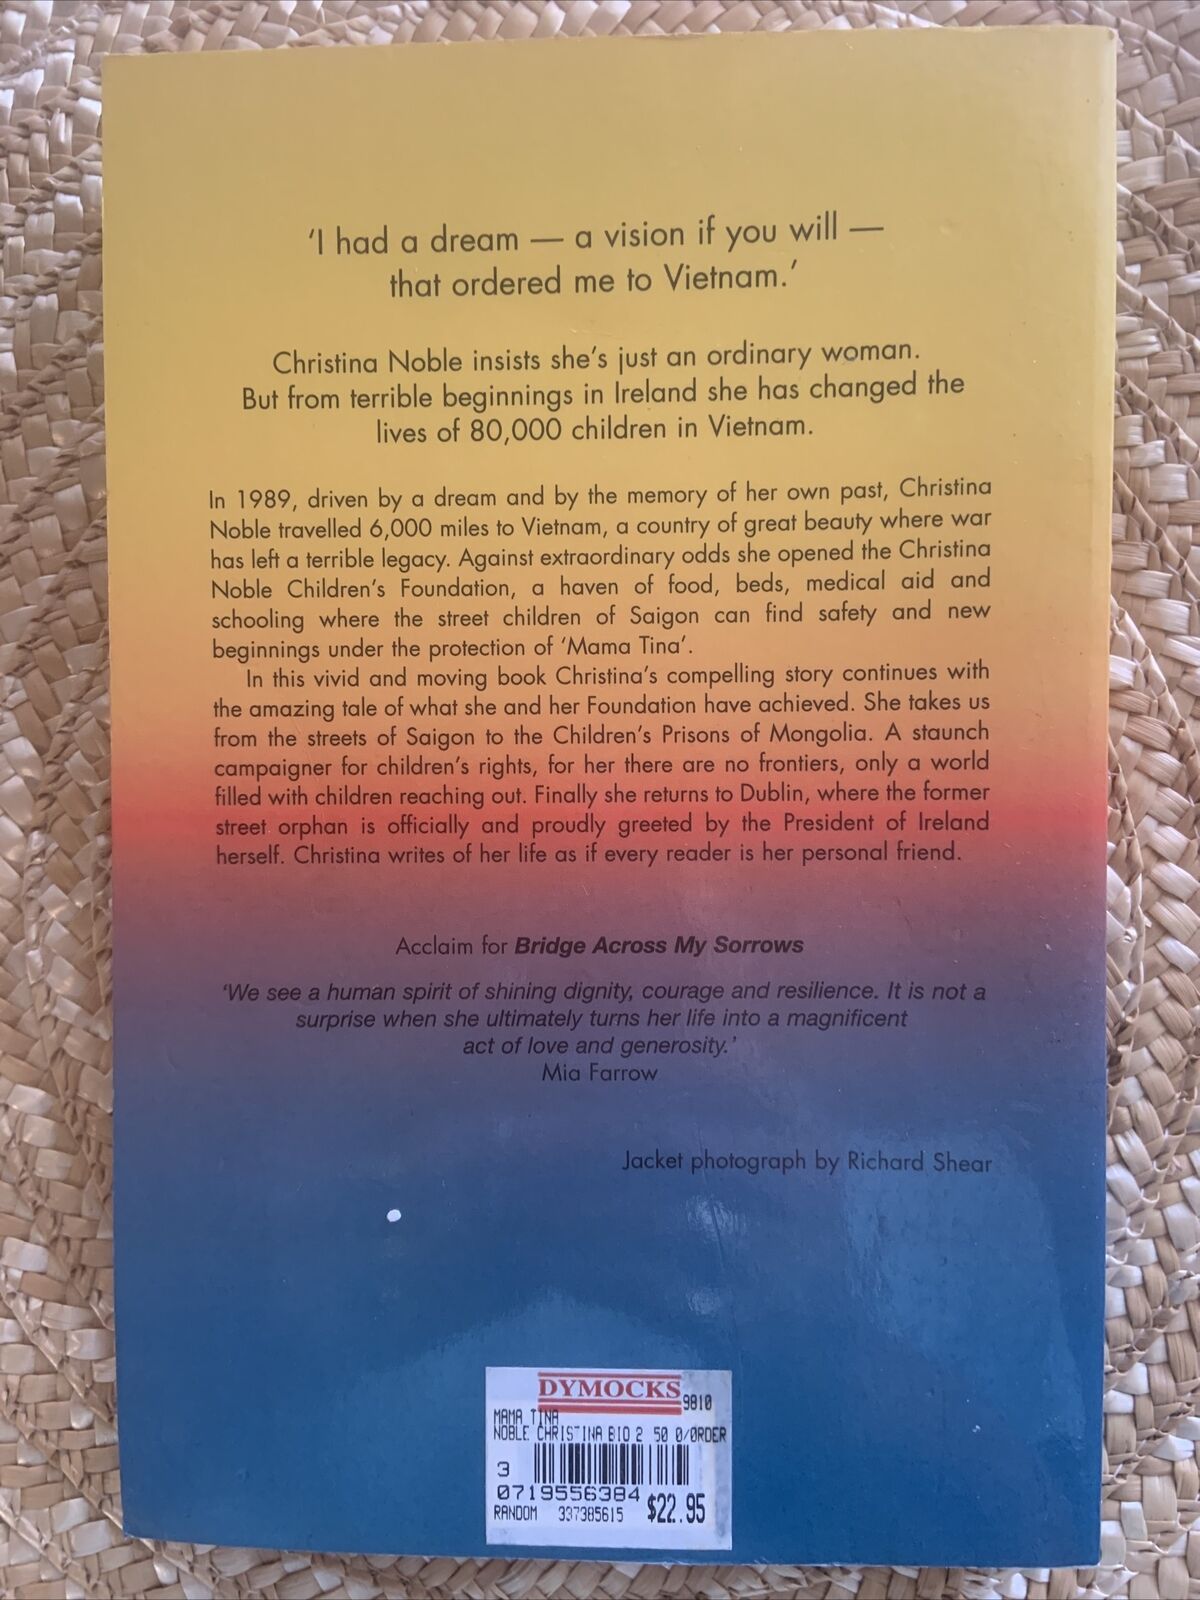 ‘I had a dream — a vision if you will —
that ordered me to Vietnam.’
Christina Noble insists she’s just an ordinary woman.
But from terrible beginnings in Ireland she has changed the
lives of 80,000 children in Vietnam.
In 1989, driven by a dream and by the memory of her own past, Christina
Noble travelled 6,000 miles to Vietnam, a country of great beauty where war
has left a terrible legacy. Against extraordinary odds she opened the Christina
Noble Children’s Foundation, a haven of food, beds, medical aid and
schooling where the street children of Saigon can find safety and new
beginnings under the protection of ‘Mama Tina’.
In this vivid and moving book Christina’s compelling story continues with
the amazing tale of what she and her Foundation have achieved. She takes us
from the streets of Saigon to the Children’s Prisons of Mongolia. A staunch
campaigner for children’s rights, for her there are no frontiers, only a world
filled with children reaching out. Finally she returns to Dublin, where the former
street orphan is officially and proudly greeted by the President of Ireland
herself. Christina writes of her life as if every reader is her personal friend.
Acclaim for Bridge Across My Sorrows
‘We see a human spirit of shining dignity, courage and resilience. It is not a
surprise when she ultimately turns her life into a magnificent
act of love and generosity.’
Mia Farrow
Jacket photograph by Richard Shear
DYMOCKS
9810
MAMA TINA
NOBLE CHRISTINA BIO 2 50 0/ORDER
3
0719556384
RANDOM 337385615 $22.95